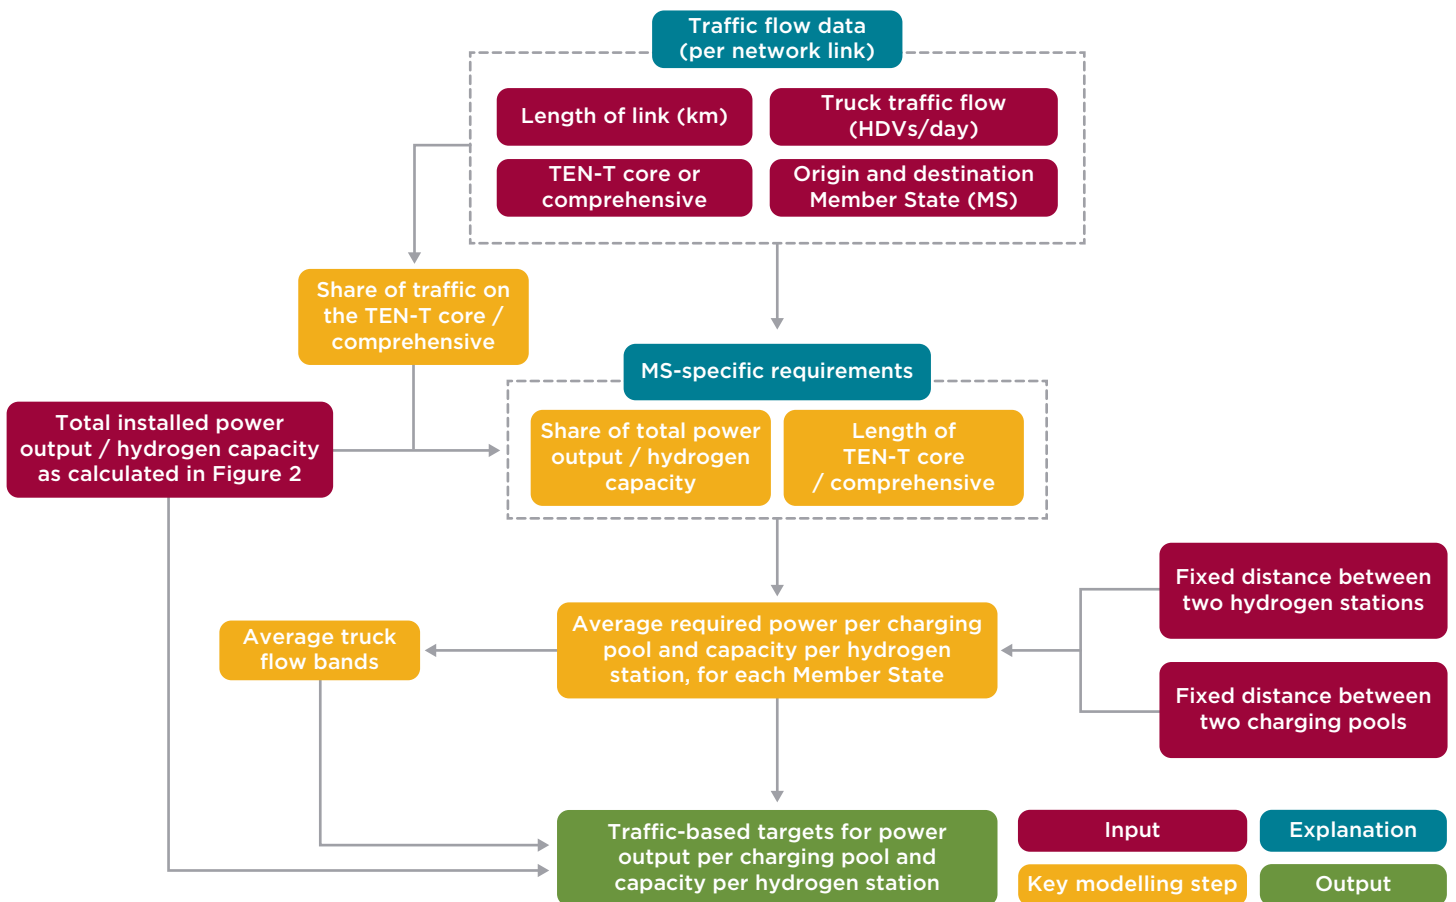 Traffic flow data
(per network link)
Length of link (km)
Truck traffic flow
(HDVs/day)
TEN-T core or
comprehensive
Origin and destination
Member State (MS)
Share of traffic on
the TEN-T core /
comprehensive
MS-specific requirements
Total installed power
output / hydrogen capacity
as calculated in Figure 2
Share of total power
output / hydrogen
capacity
Length of
TEN-T core
/ comprehensive
Fixed distance between
two hydrogen stations
Average truck
flow bands
Average required power per charging
pool and capacity per hydrogen
station, for each Member State
Fixed distance between
two charging pools
Traffic-based targets for power
output per charging pool and
capacity per hydrogen station
Input
Explanation
Key modelling step
Output